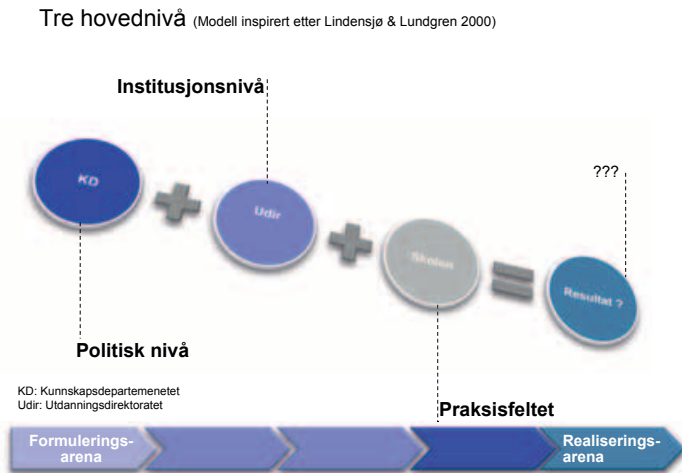 Tre hovednivå (Modell inspirert etter Lindensjø & Lundgren 2000)
Institusjonsnivå
KD
Udir
???
Skolen
Resultat ?
Politisk nivå
KD: Kunnskapsdepartemenetet
Udir: Utdanningsdirektoratet
Praksisfeltet
Formulerings-
arena
Realiserings-
arena